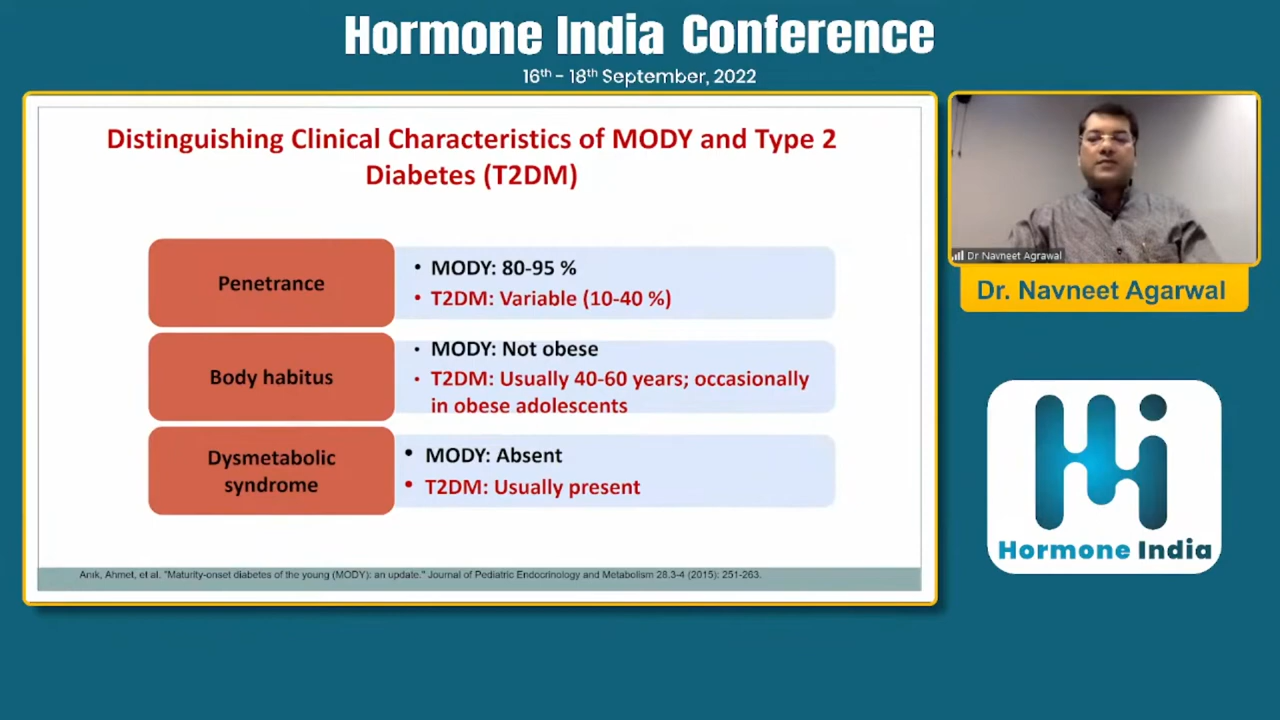 Hormone India Conference
16th - 18th September, 2022
Distinguishing Clinical Characteristics of MODY and Type 2
Diabetes (T2DM)
Penetrance
• MODY: 80-95 %
• T2DM: Variable (10-40 %)
Body habitus
• MODY: Not obese
• T2DM: Usually 40-60 years; occasionally
in obese adolescents
Dysmetabolic
syndrome
• MODY: Absent
• T2DM: Usually present
Anık, Ahmet, et al. "Maturity-onset diabetes of the young (MODY): an update." Journal of Pediatric Endocrinology and Metabolism 28.3-4 (2015): 251-263.
Dr Navneet Agrawal
Dr. Navneet Agarwal
Hormone India